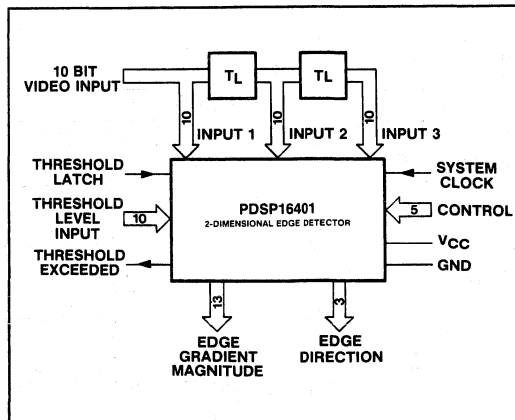 10 BIT
VIDEO INPUT
TL
TL
10
10
10
INPUT 1
INPUT 2
INPUT 3
THRESHOLD
LATCH
THRESHOLD
LEVEL
INPUT
10
THRESHOLD
EXCEEDED
PDSP16401
2-DIMENSIONAL EDGE DETECTOR
SYSTEM
CLOCK
5
CONTROL
VCC
GND
13
3
EDGE
GRADIENT
MAGNITUDE
EDGE
DIRECTION